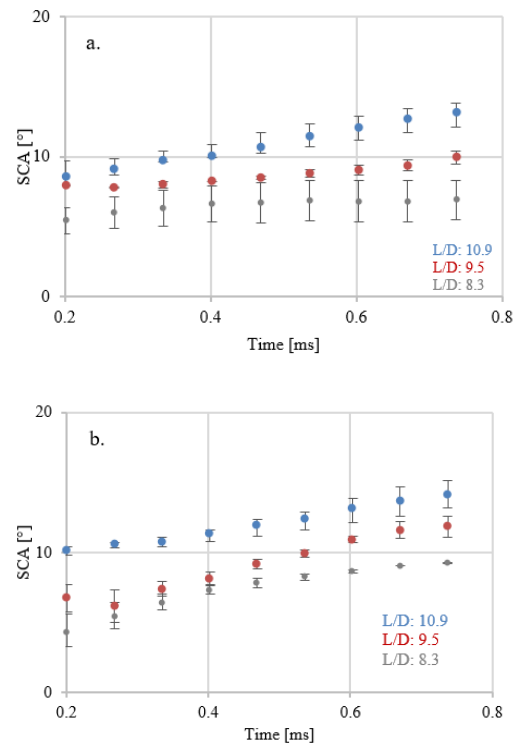 20
a.
SCA [°]
10
L/D: 10.9
L/D: 9.5
L/D: 8.3
0
0.2 0.4 0.6 0.8
Time [ms]
20
b.
SCA [°]
10
L/D: 10.9
L/D: 9.5
L/D: 8.3
0
0.2 0.4 0.6 0.8
Time [ms]